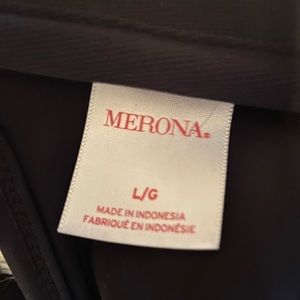 MERONA®
L/G
MADE IN INDONESIA
FABRIQUÉ EN INDONÉSIE